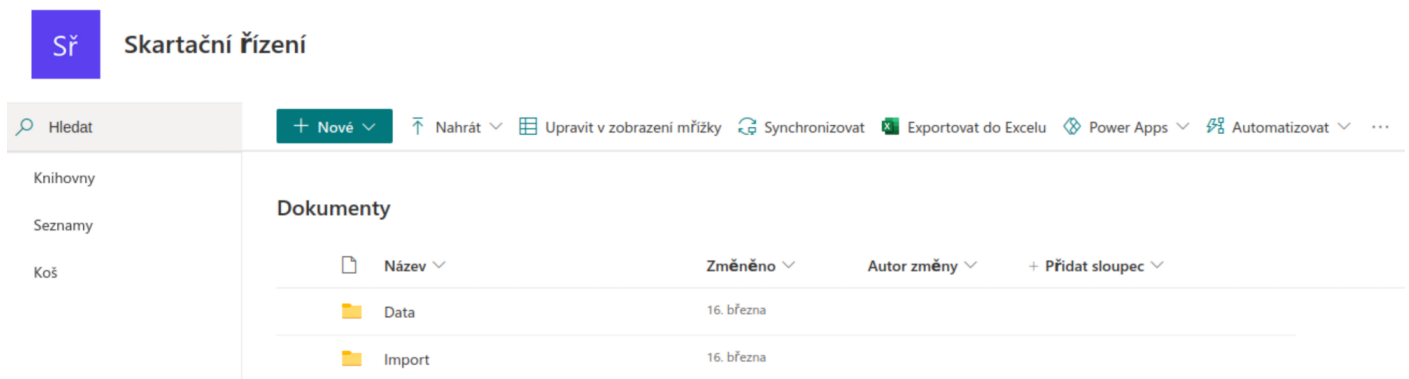 Sř
Skartační řízení
Hledat
+ Nové
Nahrát
Upravit v zobrazení mřížky
Synchronizovat
Exportovat do Excelu
Power Apps
Automatizovat
...
Knihovny
Seznamy
Koš
Dokumenty
Název Změněno Autor změny + Přidat sloupec
Data 16. března
Import 16. března